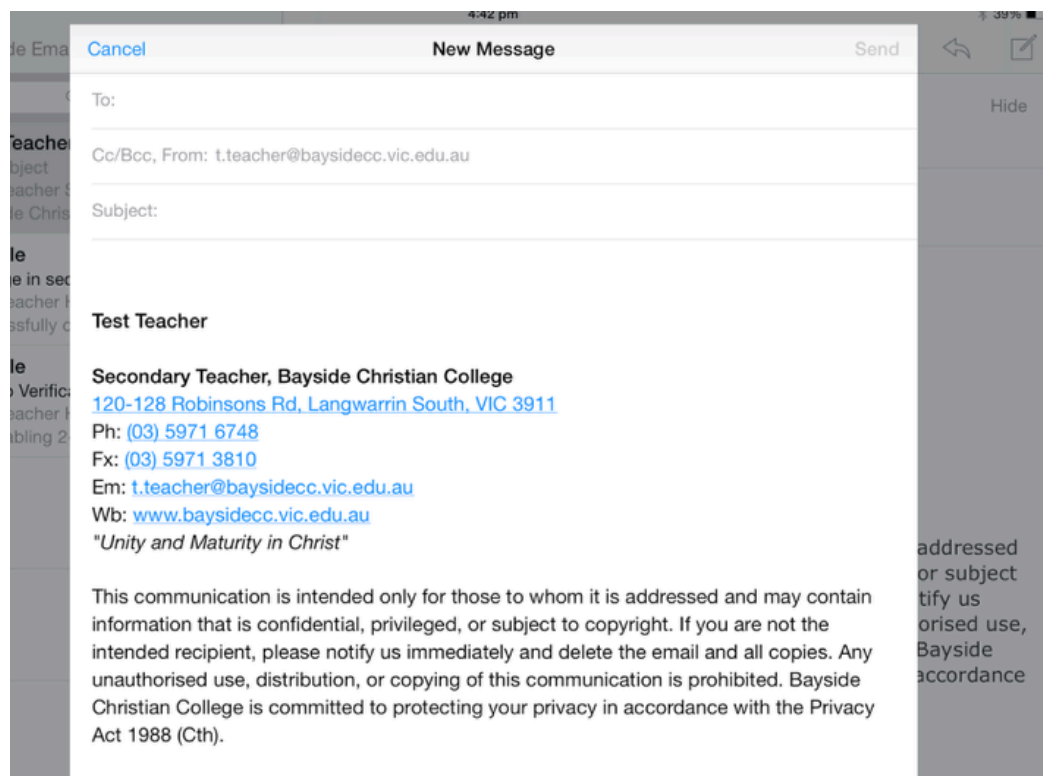 4:42 pm
39%
de Ema
Cancel
New Message
Send
To:
Hide
Teacher
bject
eacher S
de Chris
Cc/Bcc, From: t.teacher@baysidecc.vic.edu.au
Subject:
le
e in sec
eacher H
ssfully c
Test Teacher
le
o Verifica
eacher H
abling 2-
Secondary Teacher, Bayside Christian College
120-128 Robinsons Rd, Langwarrin South, VIC 3911
Ph: (03) 5971 6748
Fx: (03) 5971 3810
Em: t.teacher@baysidecc.vic.edu.au
Wb: www.baysidecc.vic.edu.au
"Unity and Maturity in Christ"
This communication is intended only for those to whom it is addressed and may contain
information that is confidential, privileged, or subject to copyright. If you are not the
intended recipient, please notify us immediately and delete the email and all copies. Any
unauthorised use, distribution, or copying of this communication is prohibited. Bayside
Christian College is committed to protecting your privacy in accordance with the Privacy
Act 1988 (Cth).
addressed
or subject
tify us
orised use,
Bayside
accordance